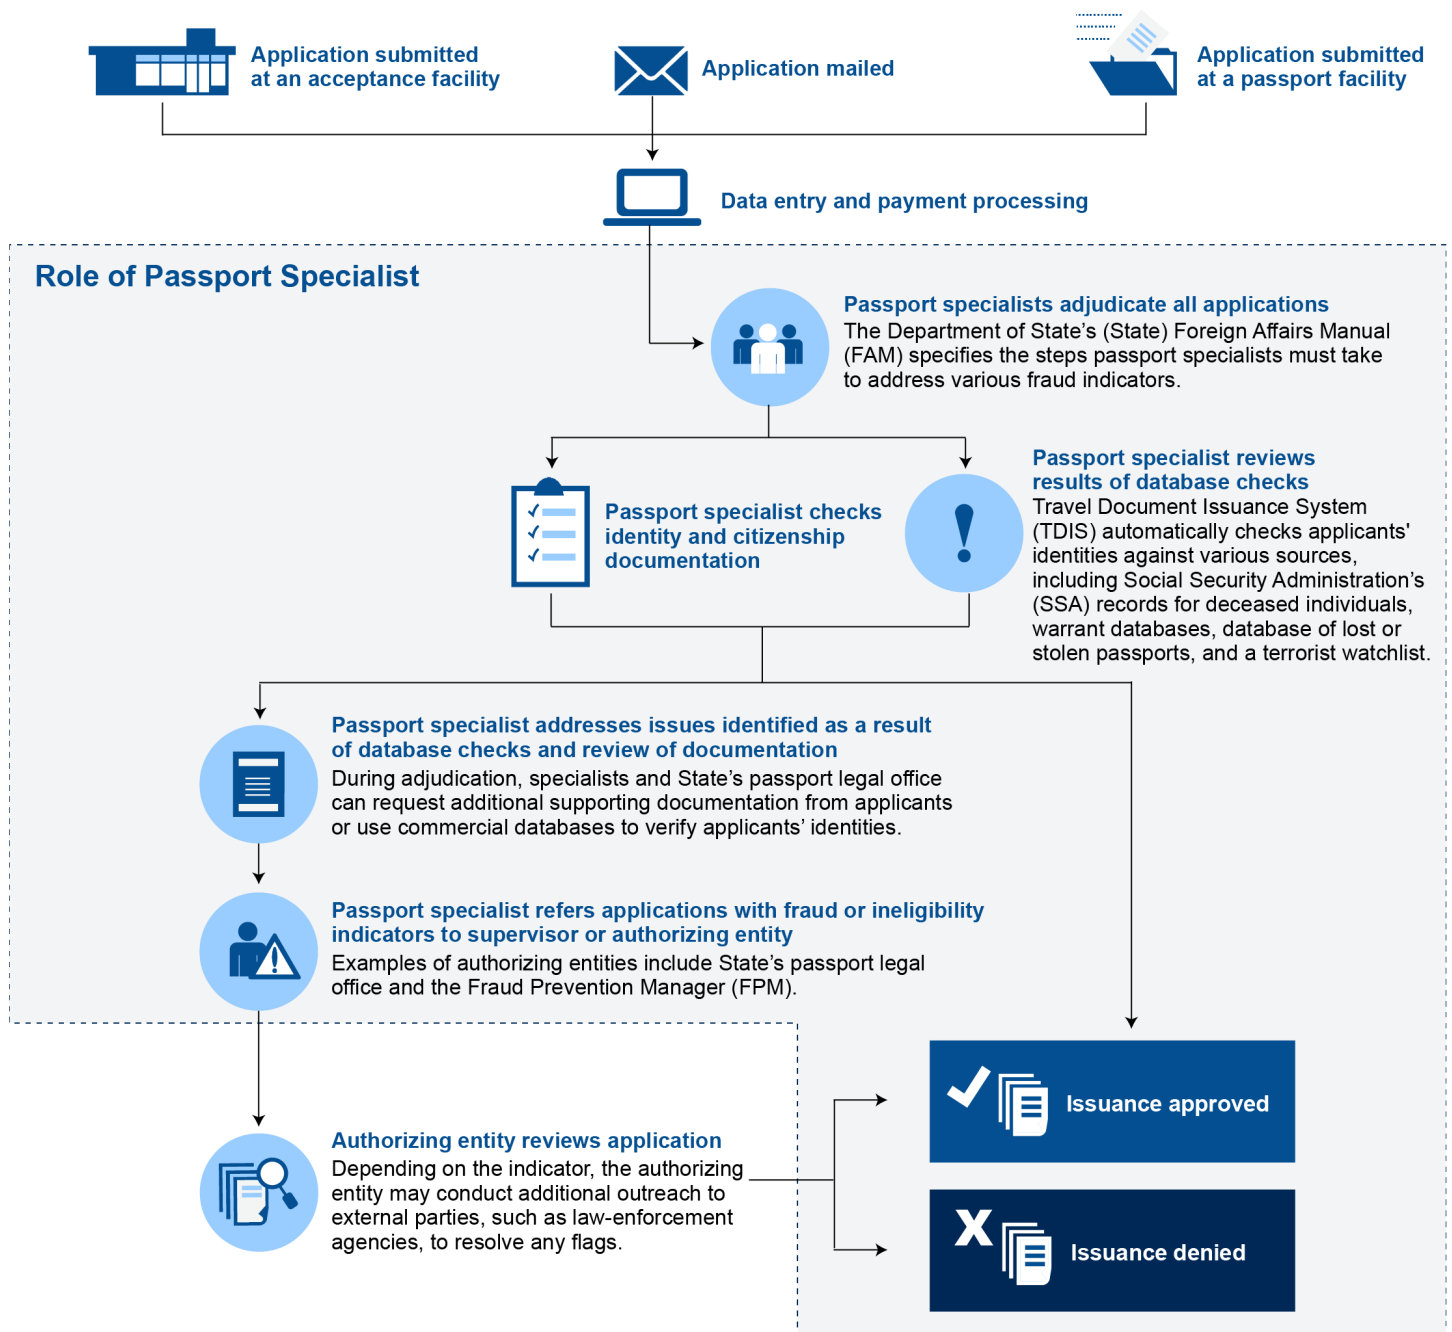 Application submitted
at an acceptance facility
Application mailed
Application submitted
at a passport facility
Data entry and payment processing
Role of Passport Specialist
Passport specialists adjudicate all applications
The Department of State’s (State) Foreign Affairs Manual
(FAM) specifies the steps passport specialists must take
to address various fraud indicators.
Passport specialist checks
identity and citizenship
documentation
Passport specialist reviews
results of database checks
Travel Document Issuance System
(TDIS) automatically checks applicants'
identities against various sources,
including Social Security Administration’s
(SSA) records for deceased individuals,
warrant databases, database of lost or
stolen passports, and a terrorist watchlist.
Passport specialist addresses issues identified as a result
of database checks and review of documentation
During adjudication, specialists and State’s passport legal office
can request additional supporting documentation from applicants
or use commercial databases to verify applicants’ identities.
Passport specialist refers applications with fraud or ineligibility
indicators to supervisor or authorizing entity
Examples of authorizing entities include State’s passport legal
office and the Fraud Prevention Manager (FPM).
Authorizing entity reviews application
Depending on the indicator, the authorizing
entity may conduct additional outreach to
external parties, such as law-enforcement
agencies, to resolve any flags.
Issuance approved
Issuance denied